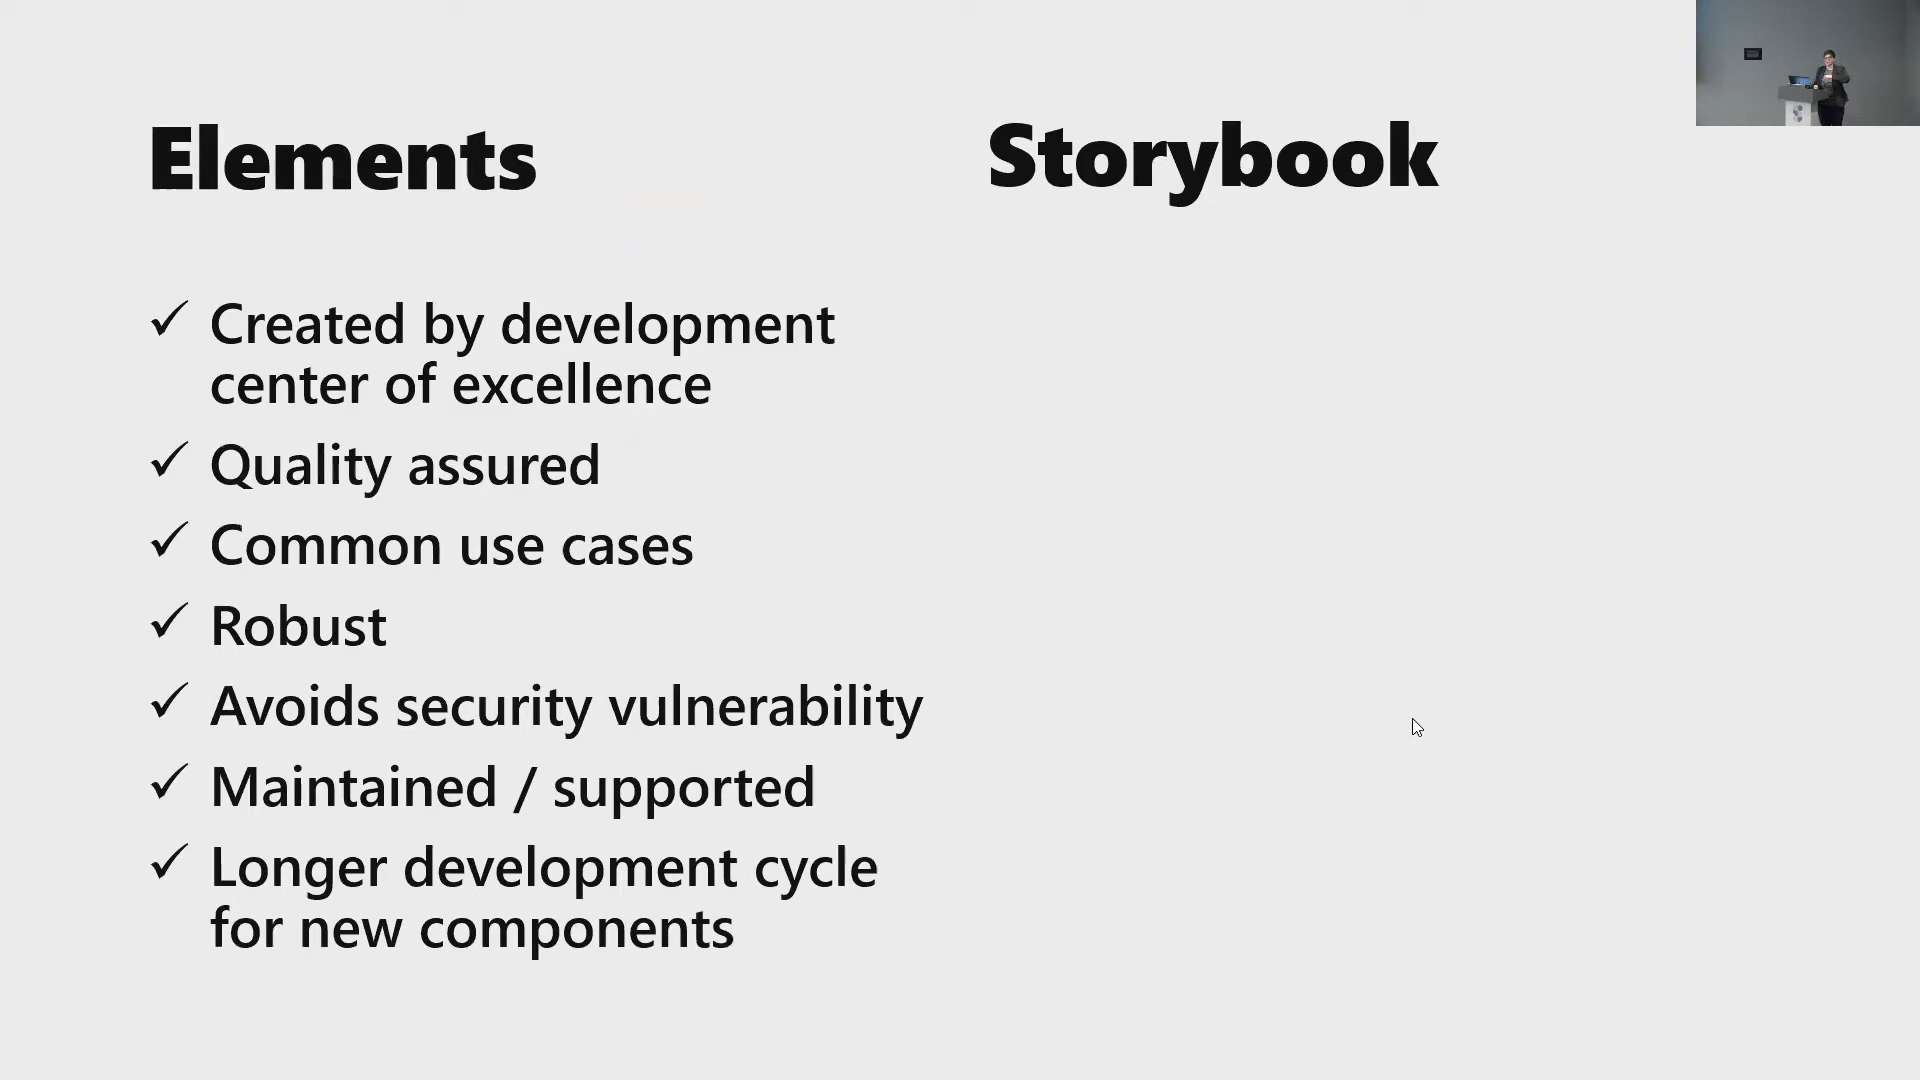 Elements
Storybook
✓ Created by development
center of excellence
✓ Quality assured
✓ Common use cases
✓ Robust
✓ Avoids security vulnerability
✓ Maintained / supported
✓ Longer development cycle
for new components